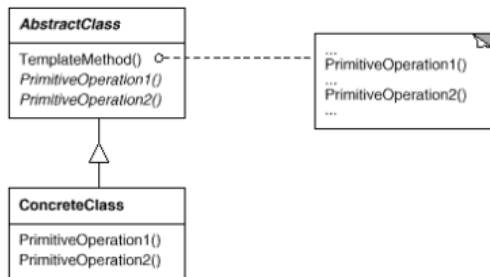 AbstractClass
TemplateMethod()
PrimitiveOperation1()
PrimitiveOperation2()
...
PrimitiveOperation1()
...
PrimitiveOperation2()
...
ConcreteClass
PrimitiveOperation1()
PrimitiveOperation2()